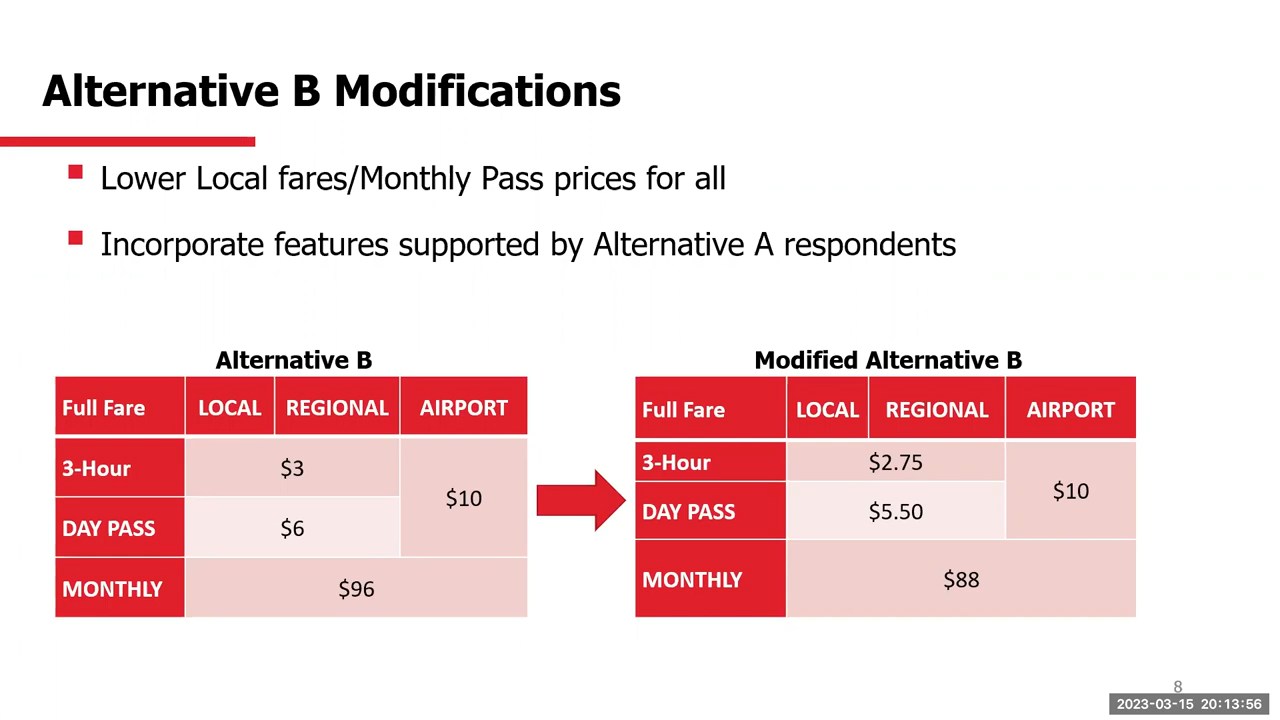 Alternative B Modifications
Lower Local fares/Monthly Pass prices for all
Incorporate features supported by Alternative A respondents
Alternative B
Full Fare LOCAL REGIONAL AIRPORT
3-Hour $3 $10
DAY PASS $6
MONTHLY $96
Modified Alternative B
Full Fare LOCAL REGIONAL AIRPORT
3-Hour $2.75 $10
DAY PASS $5.50
MONTHLY $88
8
2023-03-15 20:13:56